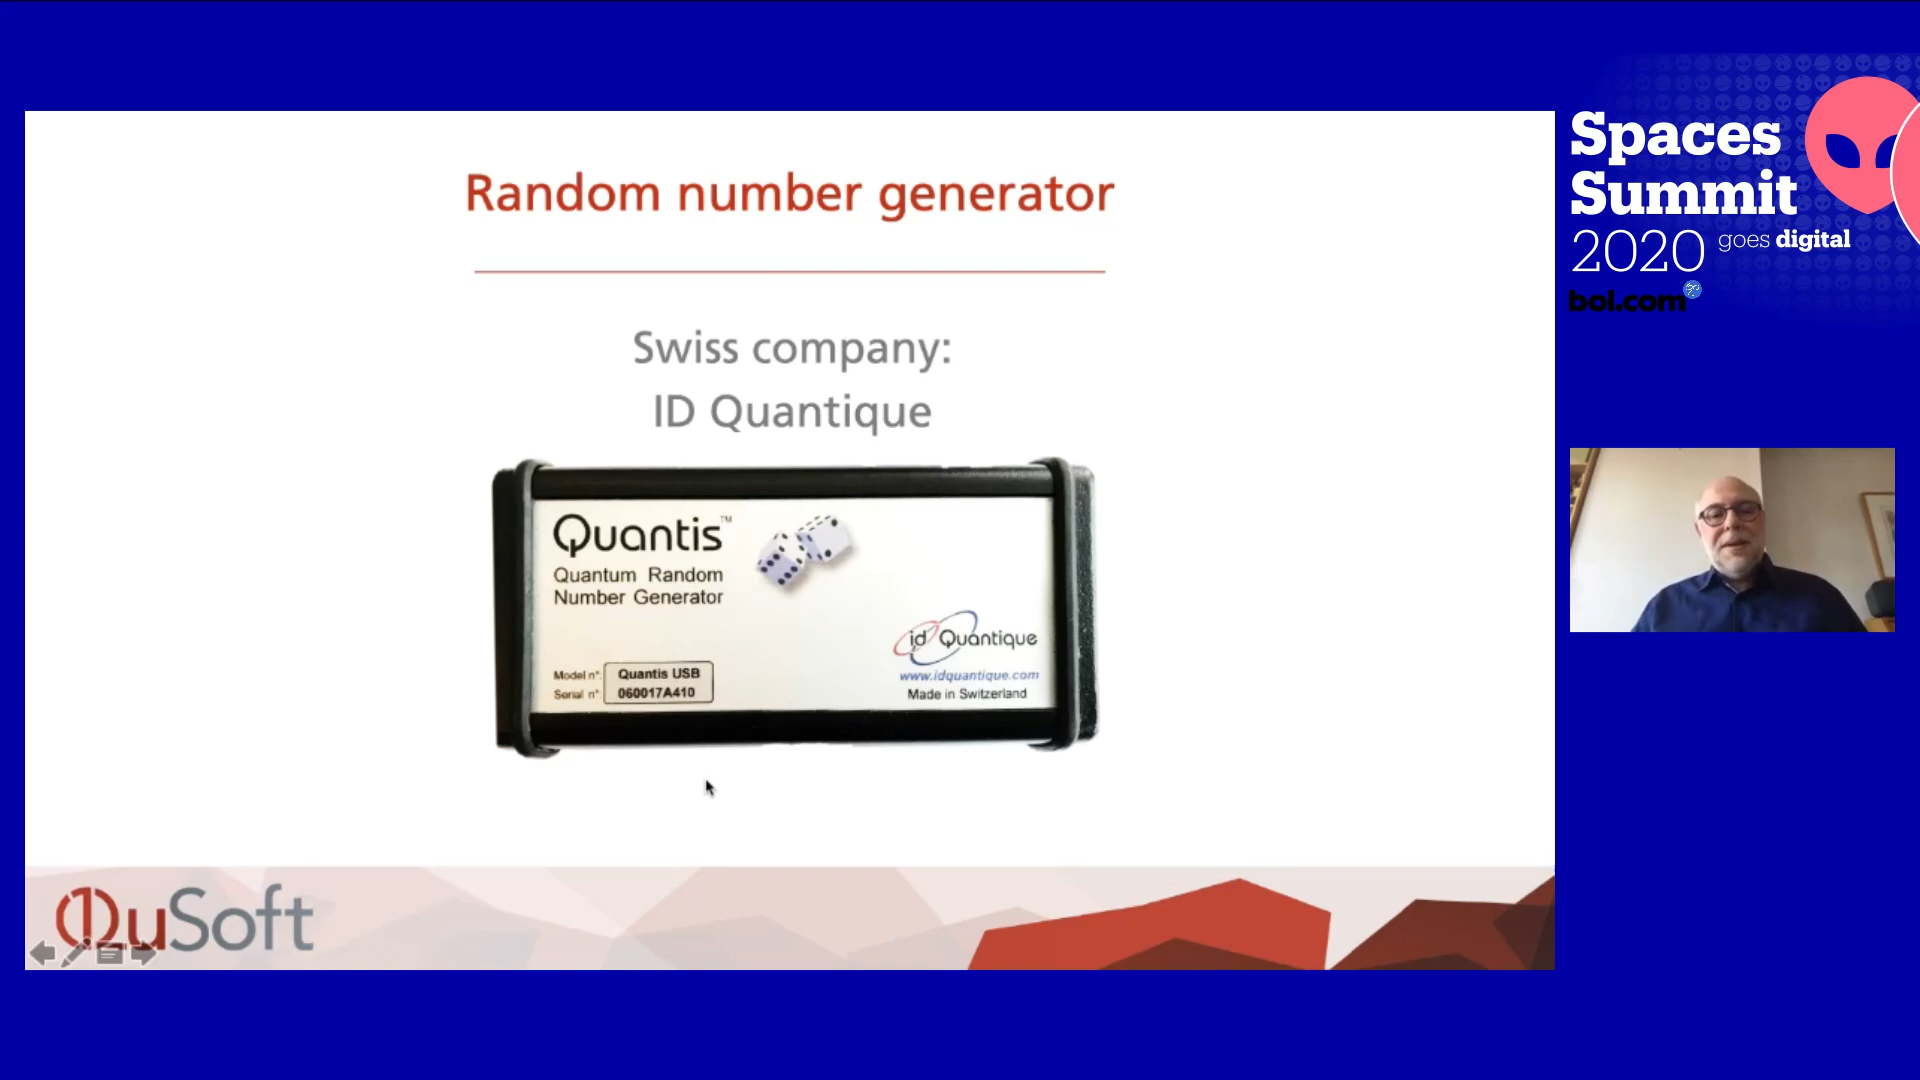 Random number generator
Swiss company:
ID Quantique
Quantis™
Quantum Random
Number Generator
Model n°: Quantis USB
Serial n°: 060017A410
id Quantique
www.idquantique.com
Made in Switzerland
QuSoft
Spaces
Summit
2020 goes digital
bol.com